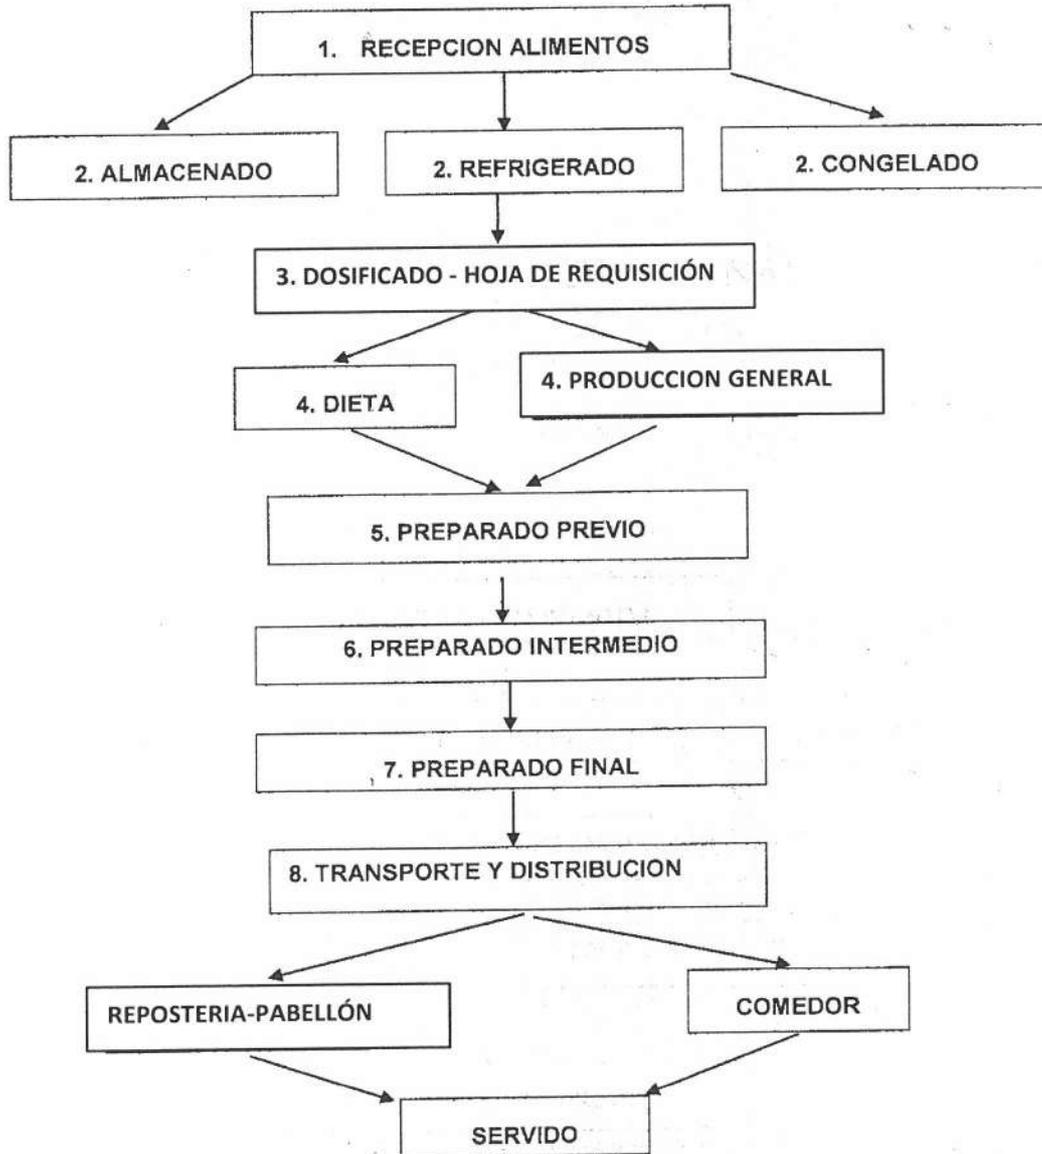 1. RECEPCION ALIMENTOS
2. ALMACENADO
2. REFRIGERADO
2. CONGELADO
3. DOSIFICADO - HOJA DE REQUISICIÓN
4. DIETA
4. PRODUCCION GENERAL
5. PREPARADO PREVIO
6. PREPARADO INTERMEDIO
7. PREPARADO FINAL
8. TRANSPORTE Y DISTRIBUCION
REPOSTERIA-PABELLÓN
COMEDOR
SERVIDO